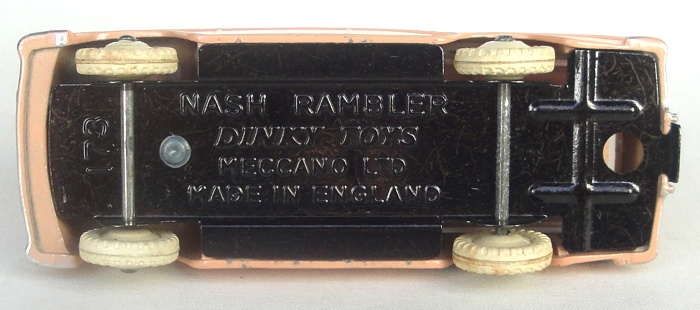 NASH RAMBLER
DINKY TOYS
MECCANO LTD
MADE IN ENGLAND
173